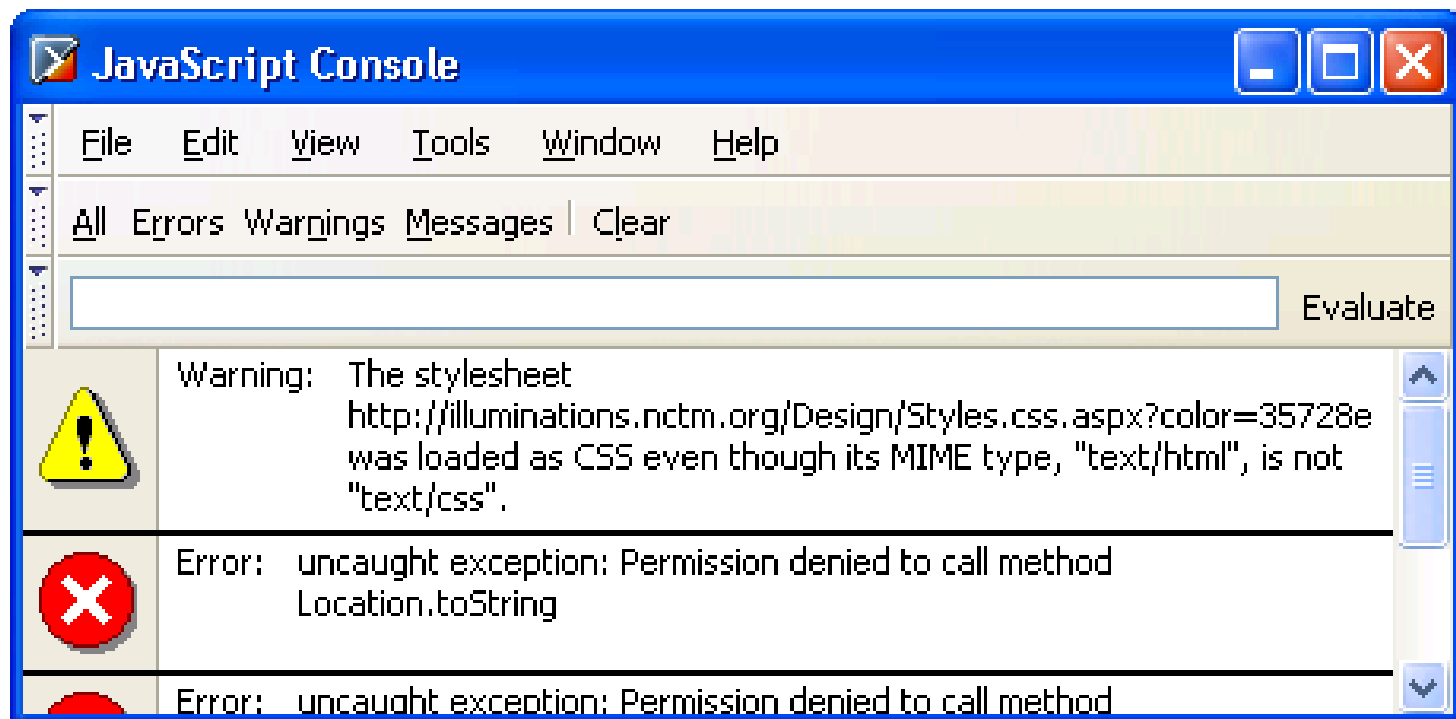 JavaScript Console
File Edit View Tools Window Help
All Errors Warnings Messages Clear
Evaluate
Warning: The stylesheet
http://illuminations.nctm.org/Design/Styles.css.aspx?color=35728e
was loaded as CSS even though its MIME type, "text/html", is not
"text/css".
Error: uncaught exception: Permission denied to call method
Location.toString
Error: uncaught exception: Permission denied to call method